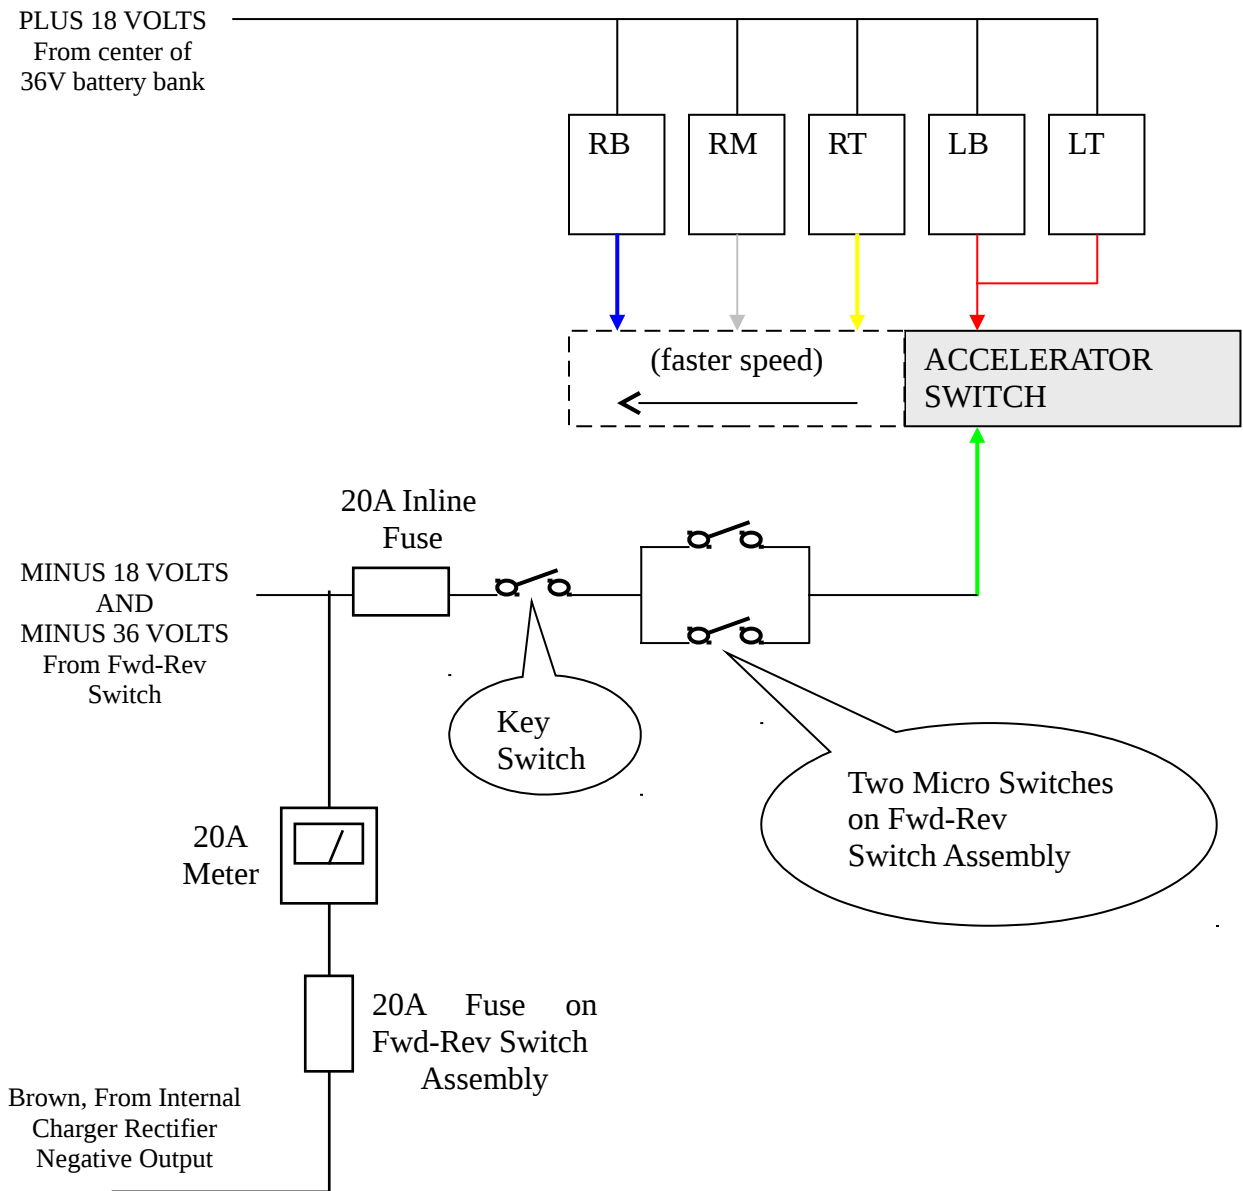 PLUS 18 VOLTS
From center of
36V battery bank
RB
RM
RT
LB
LT
(faster speed)
ACCELERATOR
SWITCH
20A Inline
Fuse
MINUS 18 VOLTS
AND
MINUS 36 VOLTS
From Fwd-Rev
Switch
Key
Switch
Two Micro Switches
on Fwd-Rev
Switch Assembly
20A
Meter
20A Fuse on
Fwd-Rev Switch
Assembly
Brown, From Internal
Charger Rectifier
Negative Output